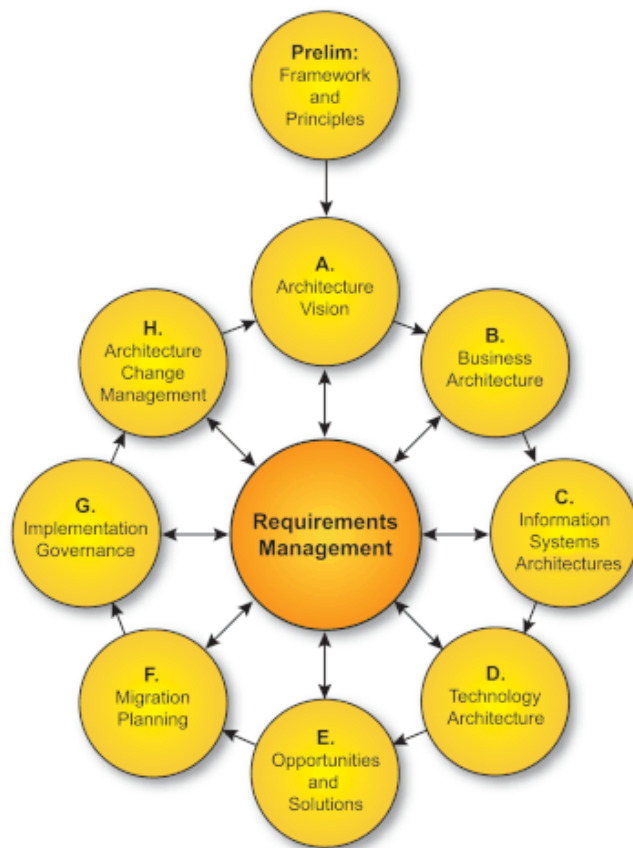 Prelim:
Framework
and
Principles
A.
Architecture
Vision
B.
Business
Architecture
C.
Information
Systems
Architectures
D.
Technology
Architecture
E.
Opportunities
and
Solutions
F.
Migration
Planning
G.
Implementation
Governance
H.
Architecture
Change
Management
Requirements
Management